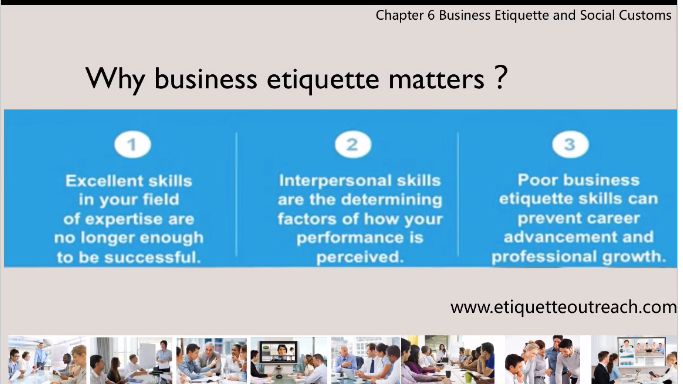 Chapter 6 Business Etiquette and Social Customs
Why business etiquette matters ?
1
Excellent skills
in your field
of expertise are
no longer enough
to be successful.
2
Interpersonal skills
are the determining
factors of how your
performance is
perceived.
3
Poor business
etiquette skills can
prevent career
advancement and
professional growth.
www.etiquetteoutreach.com